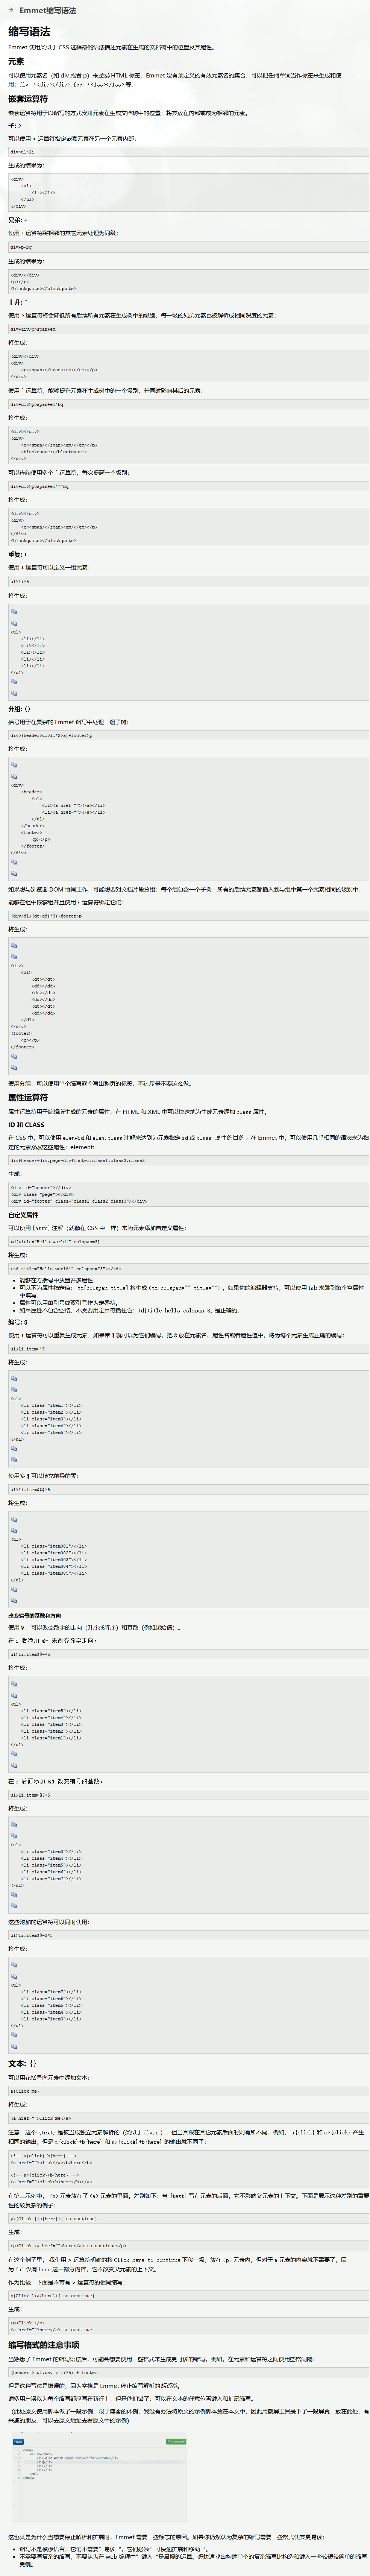 Emmet缩写语法
缩写语法
Emmet 使用类似于 CSS 选择器的语法描述元素在生成的文档树中的位置及其属性。
元素
可以使用元素名（如 div 或者 p）来生成HTML 标签。Emmet 没有预定义的有效元素名的集合，可以把任何单词当作标签来生成和使
用：div → <div></div>, foo → <foo></foo> 等。
嵌套运算符
嵌套运算符用于以缩写的方式安排元素在生成文档树中的位置：将其放在内部或成为相邻的元素。
子: >
可以使用 > 运算符指定嵌套元素在另一个元素内部：
div>ul>li
生成的结果为：
<div>
<ul>
<li></li>
</ul>
</div>
兄弟: +
使用 + 运算符将相邻的其它元素处理为同级：
div+p+bq
生成的结果为：
<div></div>
<p></p>
<blockquote></blockquote>
上升: ^
使用 > 运算符将会降低所有后续所有元素在生成树中的级别，每一级的兄弟元素也被解析成相同深度的元素：
div+div>p>span+em
将生成：
<div></div>
<div>
<p><span></span><em></em></p>
</div>
使用 ^ 运算符，能够提升元素在生成树中的一个级别，并同时影响其后的元素：
div+div>p>span+em^bq
将生成：
<div></div>
<div>
<p><span></span><em></em></p>
<blockquote></blockquote>
</div>
可以连续使用多个 ^ 运算符，每次提高一个级别：
div+div>p>span+em^^^bq
将生成：
<div></div>
<div>
<p><span></span><em></em></p>
</div>
<blockquote></blockquote>
重复: *
使用 * 运算符可以定义一组元素：
ul>li*5
将生成：
<ul>
<li></li>
<li></li>
<li></li>
<li></li>
<li></li>
</ul>
分组: ()
括号用于在复杂的 Emmet 缩写中处理一组子树：
div>(header>ul>li*2>a)+footer>p
将生成：
<div>
<header>
<ul>
<li><a href=""></a></li>
<li><a href=""></a></li>
</ul>
</header>
<footer>
<p></p>
</footer>
</div>
如果想与浏览器 DOM 协同工作，可能想要对文档片段分组：每个组包含一个子树，所有的后续元素都插入到与组中第一个元素相同的级别中。
能够在组中嵌套组并且使用 * 运算符绑定它们：
(div>dl>(dt+dd)*3)+footer>p
将生成：
<div>
<dl>
<dt></dt>
<dd></dd>
<dt></dt>
<dd></dd>
<dt></dt>
<dd></dd>
</dl>
</div>
<footer>
<p></p>
</footer>
使用分组，可以使用单个缩写逐个写出整页的标签，不过尽量不要这么做。
属性运算符
属性运算符用于编辑所生成的元素的属性，在 HTML 和 XML 中可以快速地为生成元素添加 class 属性。
ID 和 CLASS
在 CSS 中，可以使用 elem#id 和 elem.class 注解来达到为元素指定 id 或 class 属性的目的。在 Emmet 中，可以使用几乎相同的语法来为指
定的元素添加这些属性：element:
div#header+div.page+div#footer.class1.class2.class3
生成：
<div id="header"></div>
<div class="page"></div>
<div id="footer" class="class1 class2 class3"></div>
自定义属性
可以使用 [attr] 注解（就像在 CSS 中一样）来为元素添加自定义属性：
td[title="Hello world!" colspan=3]
将生成：
<td title="Hello world!" colspan="3"></td>
能够在方括号中放置许多属性。
可以不为属性指定值： td[colspan title] 将生成 <td colspan="" title="">，如果你的编辑器支持，可以使用 tab 来跳到每个空属性
中填写。
属性可以用单引号或双引号作为定界符。
如果属性不包含空格，不需要用定界符括住它：td[title=hello colspan=3] 是正确的。
编号: $
使用 * 运算符可以重复生成元素，如果带 $ 就可以为它们编号。把 $ 放在元素名、属性名或者属性值中，将为每个元素生成正确的编号：
ul>li.item$*5
将生成：
<ul>
<li class="item1"></li>
<li class="item2"></li>
<li class="item3"></li>
<li class="item4"></li>
<li class="item5"></li>
</ul>
使用多 $ 可以填充前导的零：
ul>li.item$$$*5
将生成：
<ul>
<li class="item001"></li>
<li class="item002"></li>
<li class="item003"></li>
<li class="item004"></li>
<li class="item005"></li>
</ul>
改变编号的基数和方向
使用 @ ，可以改变数字的走向（升序或降序）和基数（例如起始值）。
在 $ 后添加 @- 来改变数字走向：
ul>li.item$@-*5
将生成：
<ul>
<li class="item5"></li>
<li class="item4"></li>
<li class="item3"></li>
<li class="item2"></li>
<li class="item1"></li>
</ul>
在 $ 后面添加 @N 改变编号的基数：
ul>li.item$@3*5
将生成：
<ul>
<li class="item3"></li>
<li class="item4"></li>
<li class="item5"></li>
<li class="item6"></li>
<li class="item7"></li>
</ul>
这些附加的运算符可以同时使用：
ul>li.item$@-3*5
将生成：
<ul>
<li class="item7"></li>
<li class="item6"></li>
<li class="item5"></li>
<li class="item4"></li>
<li class="item3"></li>
</ul>
文本: {}
可以用花括号向元素中添加文本：
a{Click me}
将生成：
<a href="">Click me</a>
注意，这个 {text} 是被当成独立元素解析的（类似于 div, p ），但当其跟在其它元素后面时则有所不同。例如， a{click} 和 a>{click} 产生
相同的输出，但是 a{click}+b{here} 和 a>{click}+b{here} 的输出就不同了：
<!-- a{click}+b{here} -->
<a href="">click</a><b>here</b>
<!-- a>{click}+b{here} -->
<a href="">click<b>here</b></a>
在第二示例中， <b> 元素放在了 <a> 元素的里面。差别如下：当 {text} 写在元素的后面，它不影响父元素的上下文。下面是展示这种差别的重要
性的较复杂的例子：
p>{Click }+a{here}+{ to continue}
生成：
<p>Click <a href="">here</a> to continue</p>
在这个例子里， 我们用 > 运算符明确的将 Click here to continue 下移一级，放在 <p> 元素内，但对于 a 元素的内容就不需要了，因
为 <a> 仅有 here 这一部分内容，它不改变父元素的上下文。
作为比较，下面是不带有 > 运算符的相同缩写：
p{Click }+a{here}+{ to continue}
生成：
<p>Click </p>
<a href="">here</a> to continue
缩写格式的注意事项
当熟悉了 Emmet 的缩写语法后，可能会想要使用一些格式来生成更可读的缩写。例如，在元素和运算符之间使用空格间隔：
(header > ul.nav > li*5) + footer
但是这种写法是错误的，因为空格是 Emmet 停止缩写解析的标识符。
请多用户误以为每个缩写都应写在新行上，但是他们错了：可以在文本的任意位置键入和扩展缩写。
（此处原文使用脚本做了一段示例，限于博客的体例，我没有办法将原文的示例脚本放在本文中，因此用截屏工具录下了一段屏幕，放在此处，有
兴趣的朋友，可以去原文地址去看原文中的示例）
这也就是为什么当想要停止解析和扩展时，Emmet 需要一些标志的原因。如果你仍然认为复杂的缩写需要一些格式使其更易读：
缩写不是模板语言，它们不需要“ 易读 ”，它们必须“ 可快速扩展和移动 ”。
不需要写复杂的缩写。不要认为在 web 编程中“ 键入 ”是最慢的运算。想快速找出构建单个的复杂缩写比构造和键入一些较短较简单的缩写
更慢。